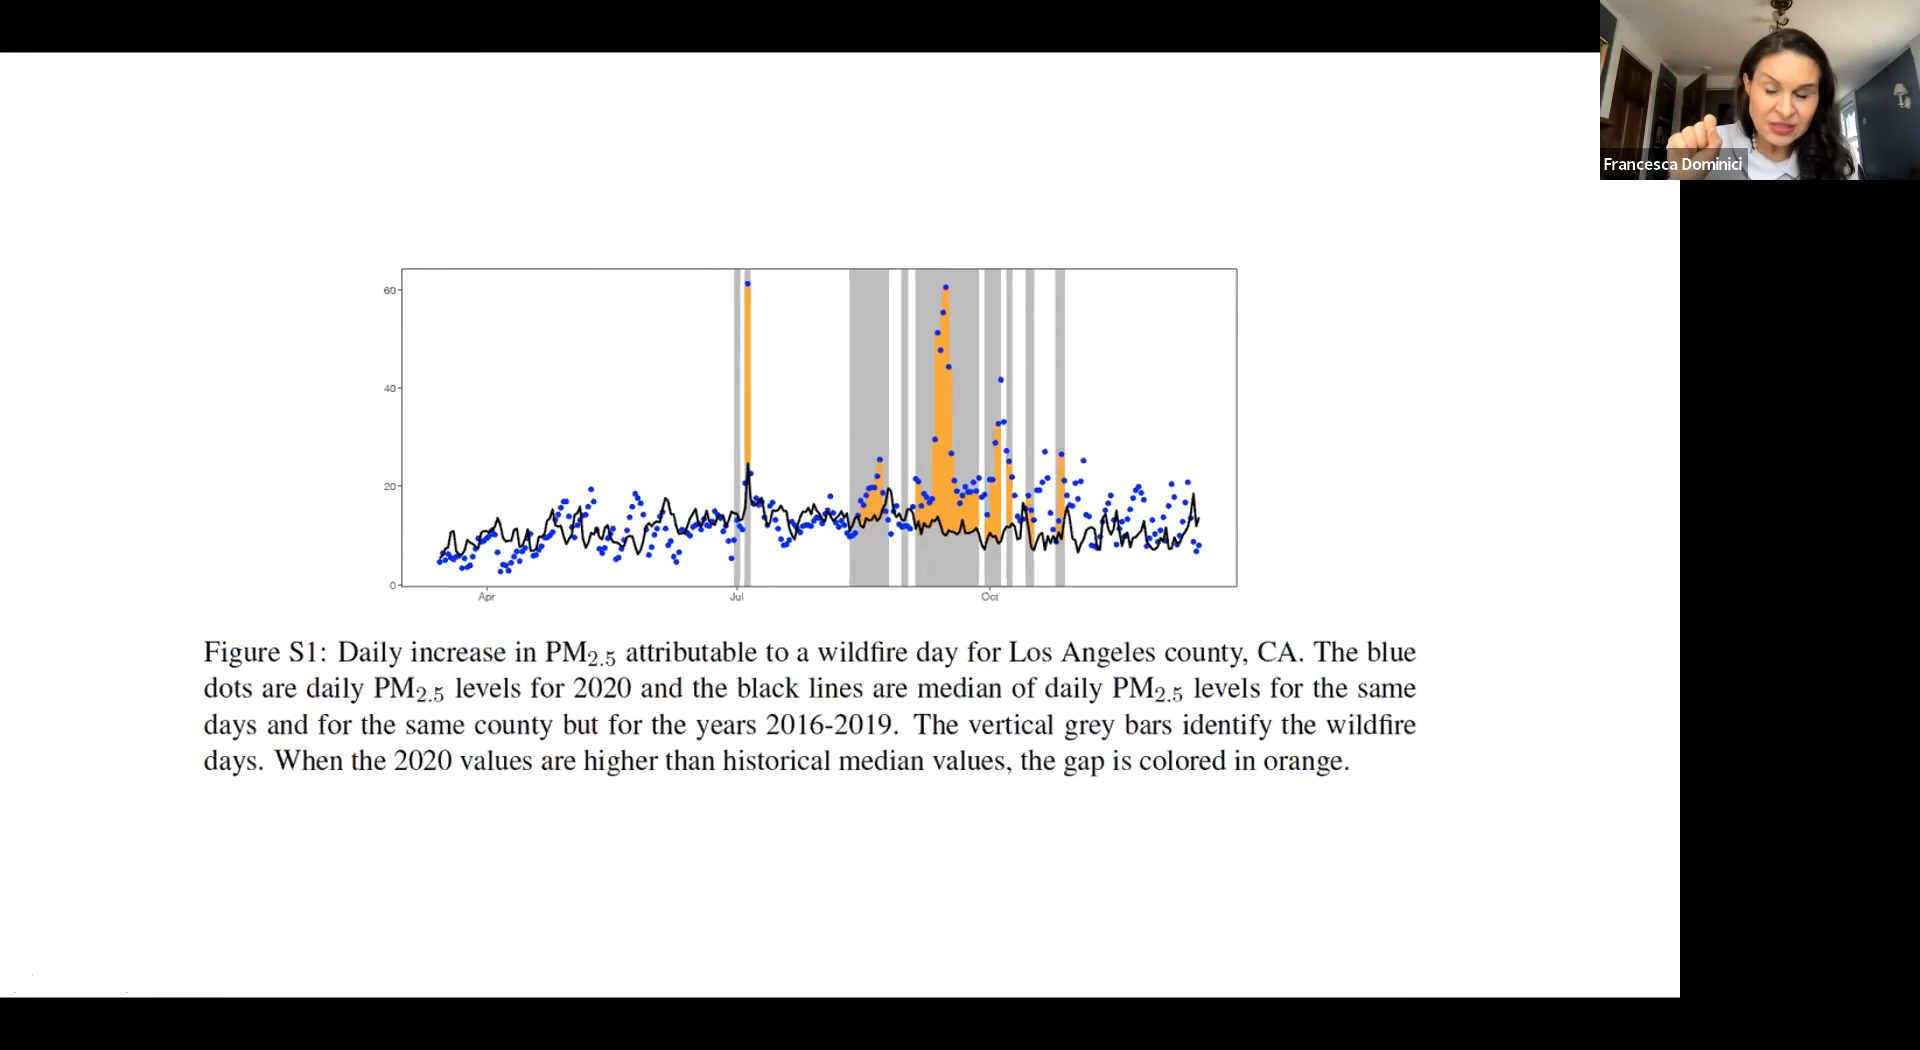 Francesca Dominici
60
40
20
0
Apr
Jul
Oct
Figure S1: Daily increase in PM2.5 attributable to a wildfire day for Los Angeles county, CA. The blue
dots are daily PM2.5 levels for 2020 and the black lines are median of daily PM2.5 levels for the same
days and for the same county but for the years 2016-2019. The vertical grey bars identify the wildfire
days. When the 2020 values are higher than historical median values, the gap is colored in orange.